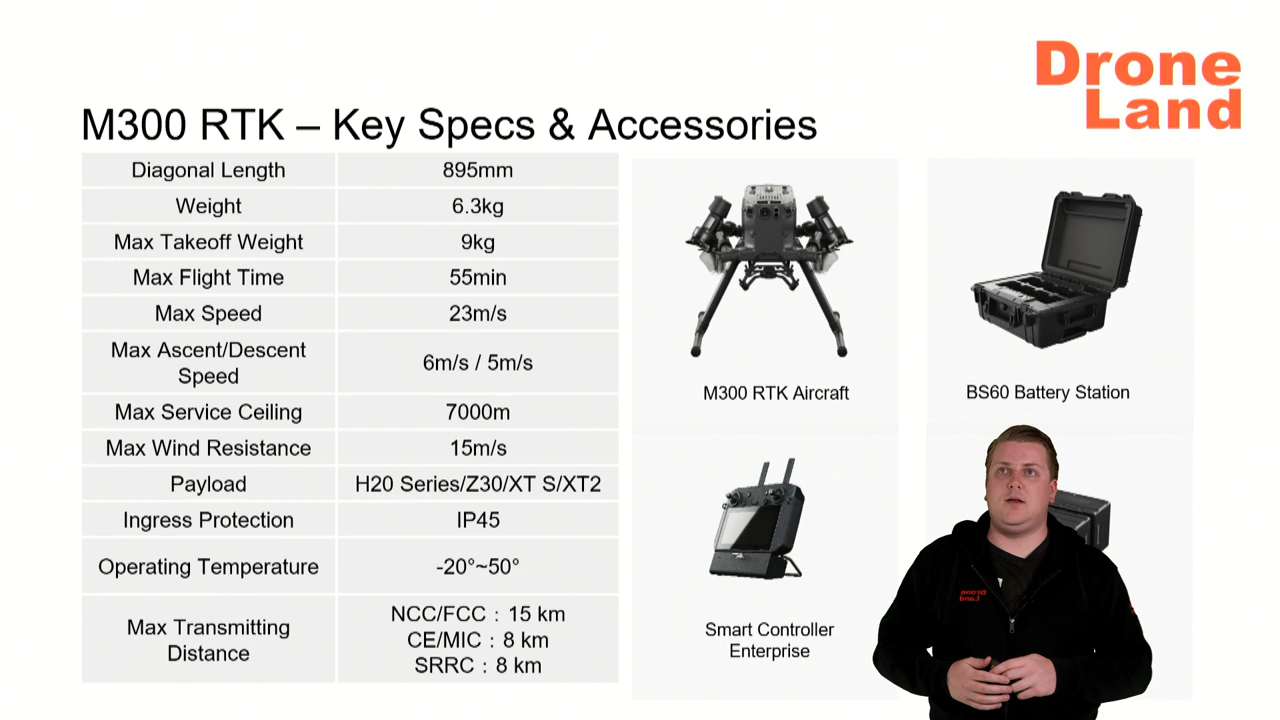 Drone
Land
M300 RTK – Key Specs & Accessories
Diagonal Length 895mm
Weight 6.3kg
Max Takeoff Weight 9kg
Max Flight Time 55min
Max Speed 23m/s
Max Ascent/Descent
Speed 6m/s / 5m/s
Max Service Ceiling 7000m
Max Wind Resistance 15m/s
Payload H20 Series/Z30/XT S/XT2
Ingress Protection IP45
Operating Temperature -20°~50°
Max Transmitting
Distance
NCC/FCC：15 km
CE/MIC：8 km
SRRC：8 km
M300 RTK Aircraft
BS60 Battery Station
Smart Controller
Enterprise
Drone
Land